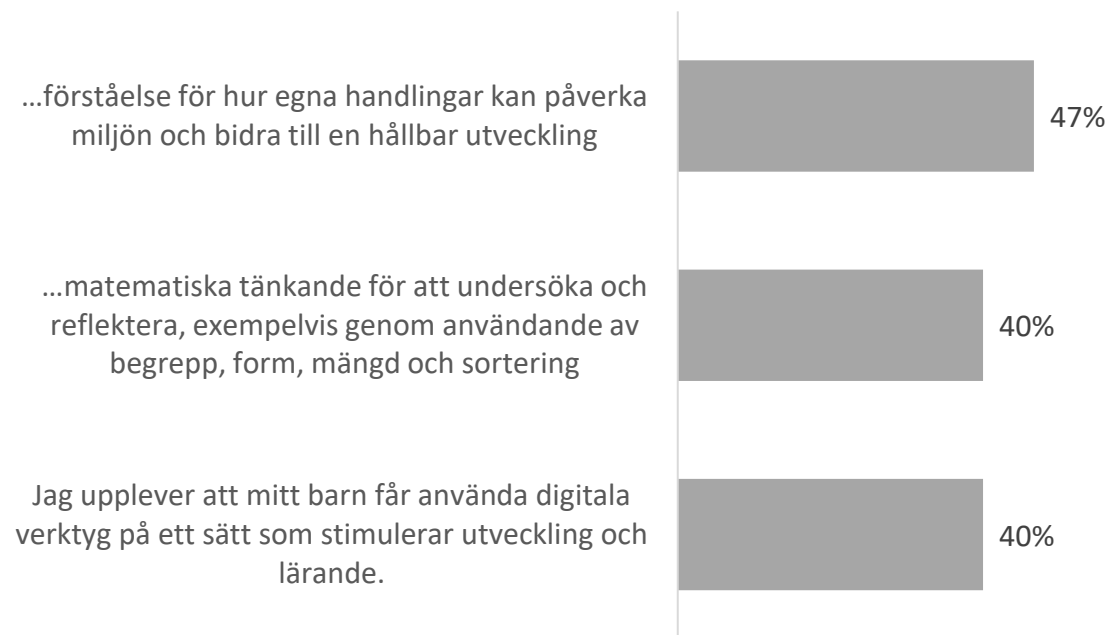 ...förståelse för hur egna handlingar kan påverka
miljön och bidra till en hållbar utveckling
47%
...matematiska tänkande för att undersöka och
reflektera, exempelvis genom användande av
begrepp, form, mängd och sortering
40%
Jag upplever att mitt barn får använda digitala
verktyg på ett sätt som stimulerar utveckling och
lärande.
40%